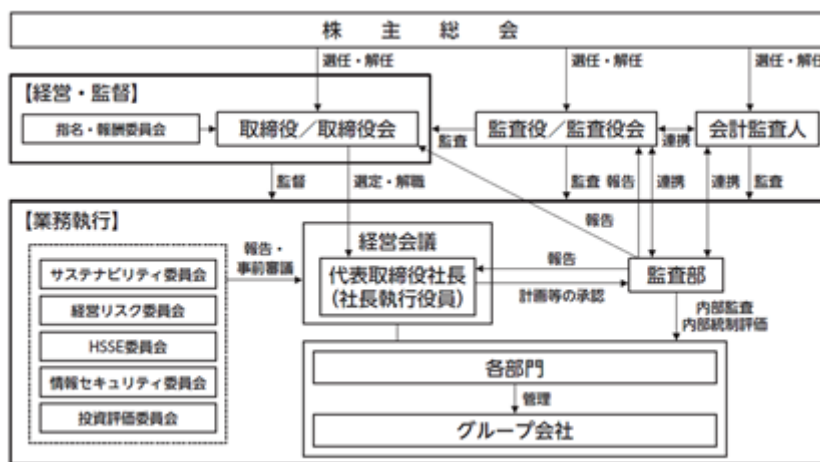 株 主 総 会
選任・解任
選任・解任
選任・解任
【経営・監督】
指名・報酬委員会
取締役／取締役会
監査
監査役／監査役会
連携
会計監査人
監督
選定・解職
監査
報告
連携
連携
監査
報告
【業務執行】
サステナビリティ委員会
経営リスク委員会
HSSE委員会
情報セキュリティ委員会
投資評価委員会
報告・
事前審議
経営会議
代表取締役社長
（社長執行役員）
報告
計画等の承認
監査部
内部監査
内部統制評価
各部門
管理
グループ会社